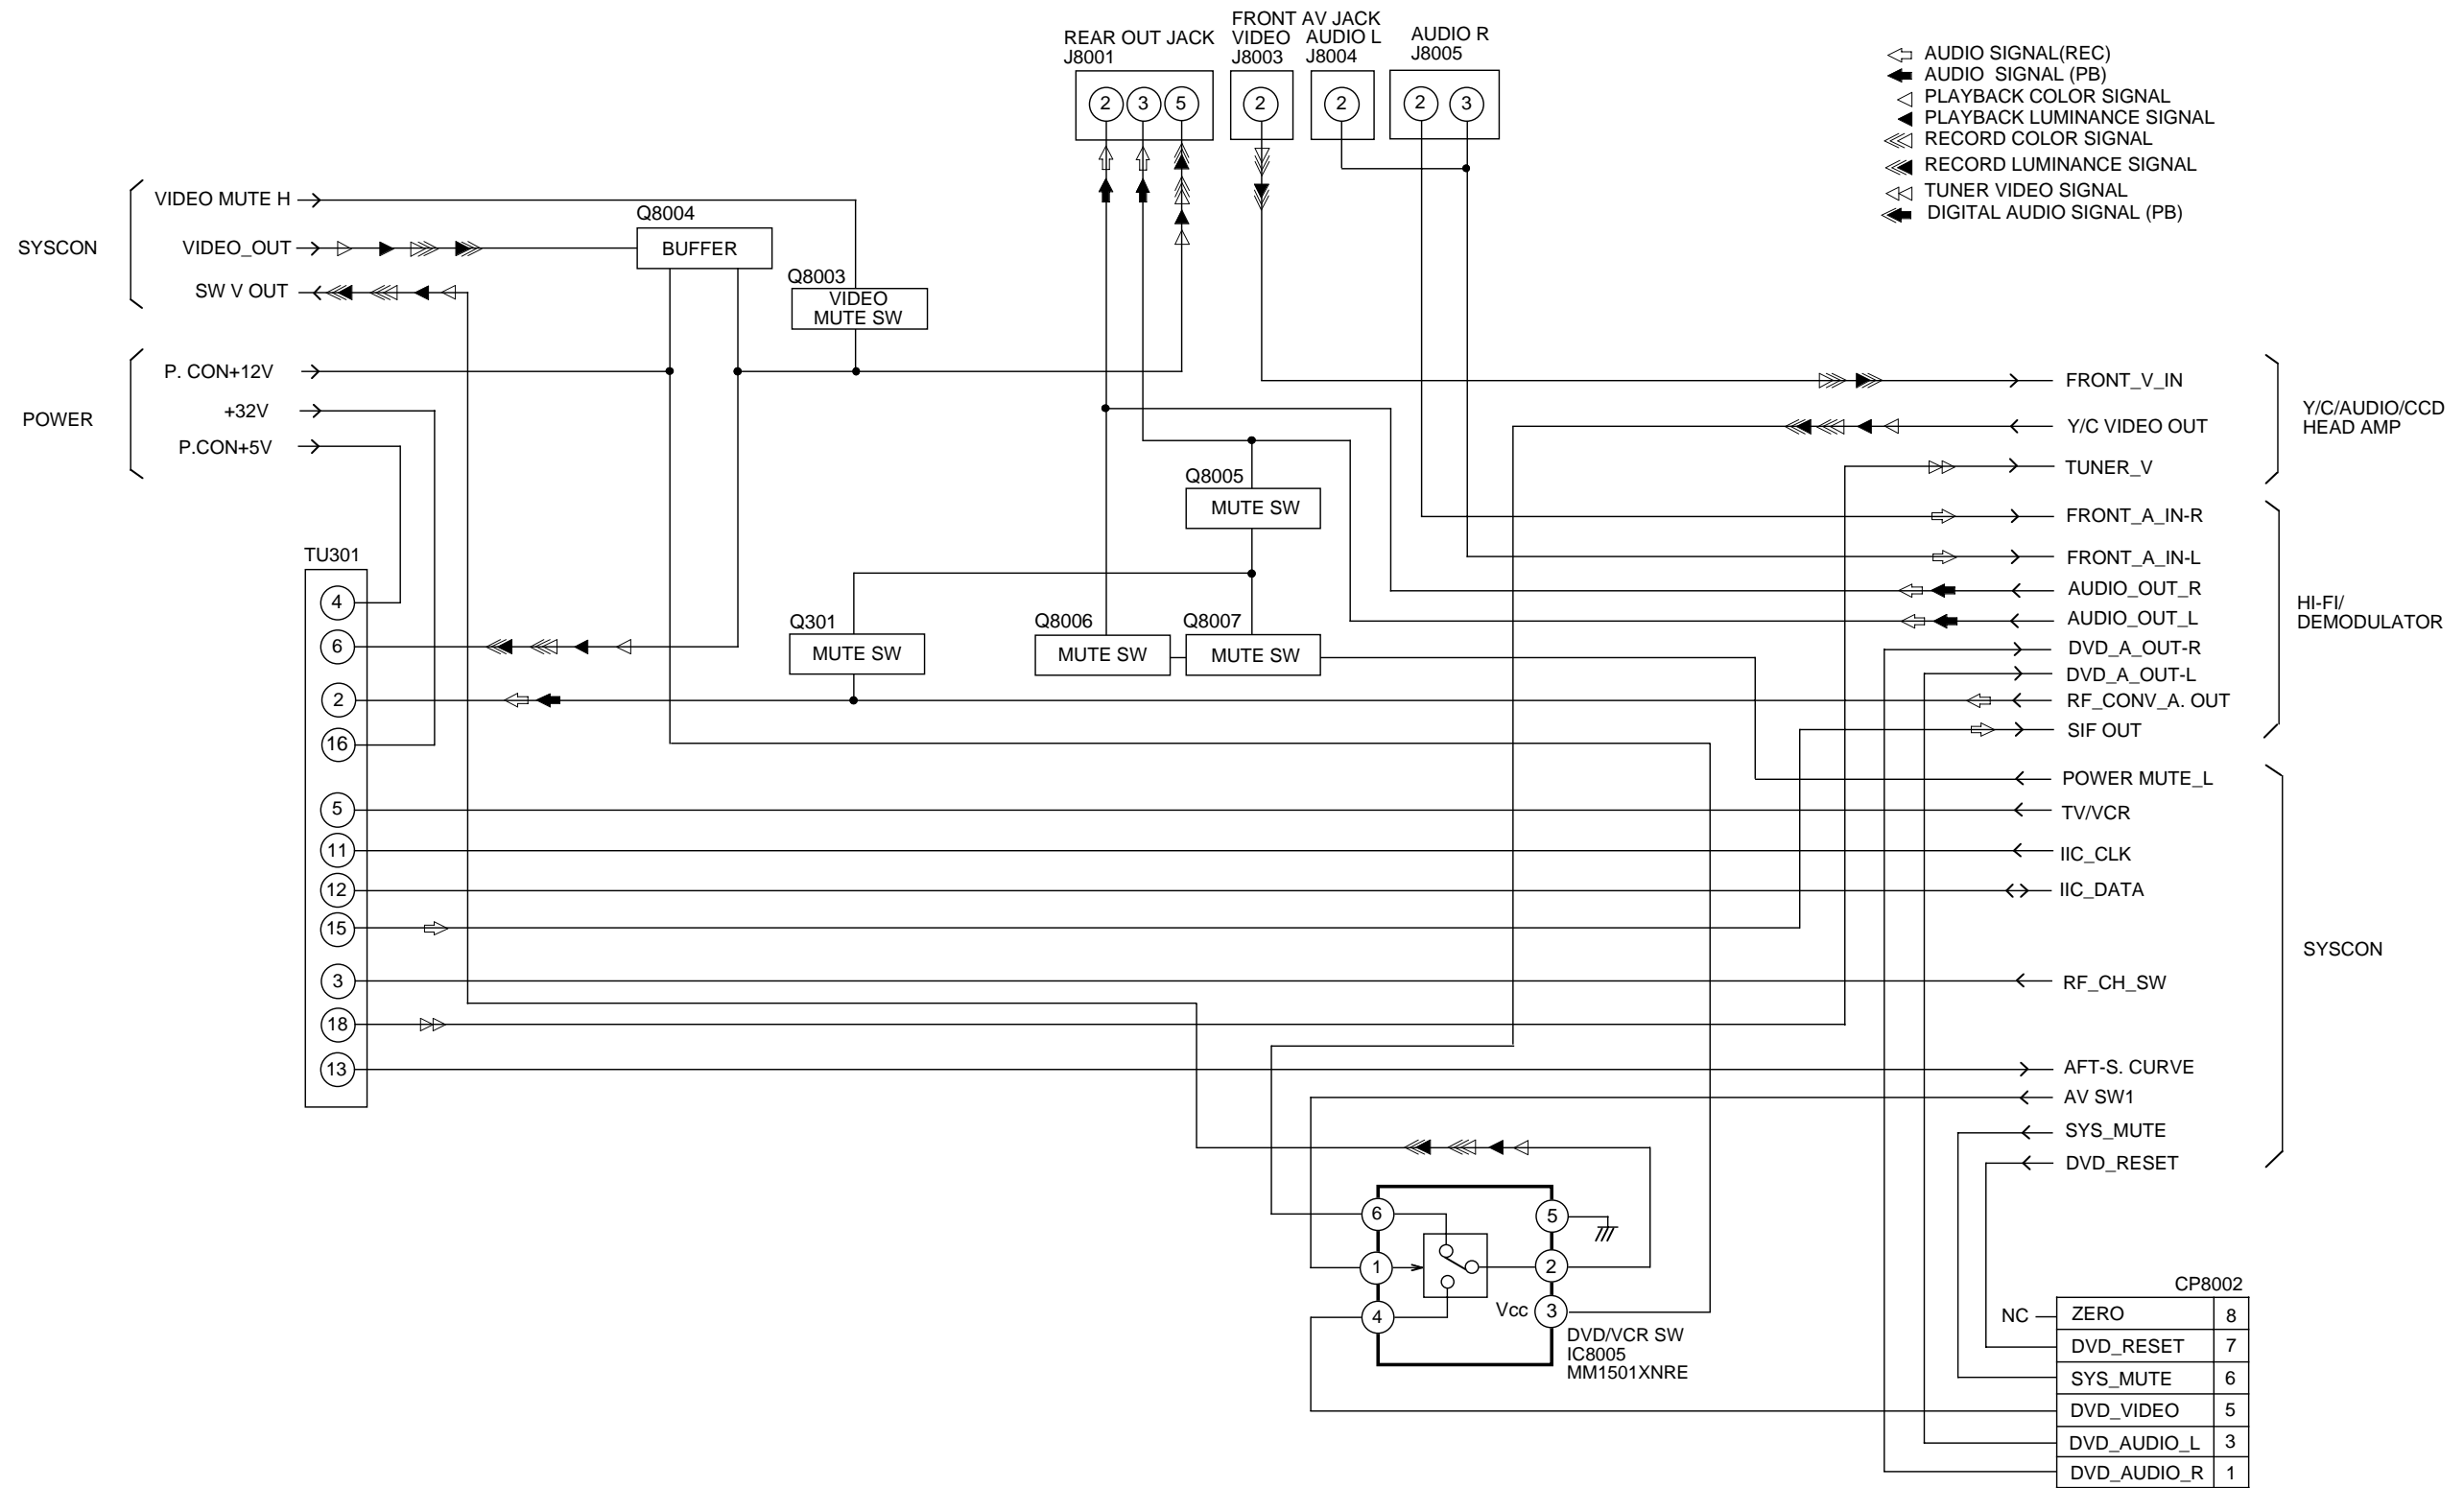 REAR OUT JACK
J8001
FRONT AV JACK
VIDEO AUDIO L
J8003 J8004
AUDIO R
J8005
2
3
5
2
2
2
3
AUDIO SIGNAL(REC)
AUDIO SIGNAL (PB)
PLAYBACK COLOR SIGNAL
PLAYBACK LUMINANCE SIGNAL
RECORD COLOR SIGNAL
RECORD LUMINANCE SIGNAL
TUNER VIDEO SIGNAL
DIGITAL AUDIO SIGNAL (PB)
SYSCON
VIDEO MUTE H
VIDEO_OUT
SW V OUT
Q8004
BUFFER
Q8003
VIDEO
MUTE SW
POWER
P. CON+12V
+32V
P.CON+5V
FRONT_V_IN
Y/C VIDEO OUT
TUNER_V
Y/C/AUDIO/CCD
HEAD AMP
Q8005
MUTE SW
FRONT_A_IN-R
FRONT_A_IN-L
AUDIO_OUT_R
AUDIO_OUT_L
DVD_A_OUT-R
DVD_A_OUT-L
RF_CONV_A. OUT
SIF OUT
HI-FI/
DEMODULATOR
TU301
4
6
2
16
5
11
12
15
3
18
13
Q301
MUTE SW
Q8006
MUTE SW
Q8007
MUTE SW
POWER MUTE_L
TV/VCR
IIC_CLK
IIC_DATA
RF_CH_SW
AFT-S. CURVE
AV SW1
SYS_MUTE
DVD_RESET
SYSCON
6
5
1
2
4
Vcc 3
DVD/VCR SW
IC8005
MM1501XNRE
CP8002
NC ZERO 8
DVD_RESET 7
SYS_MUTE 6
DVD_VIDEO 5
DVD_AUDIO_L 3
DVD_AUDIO_R 1